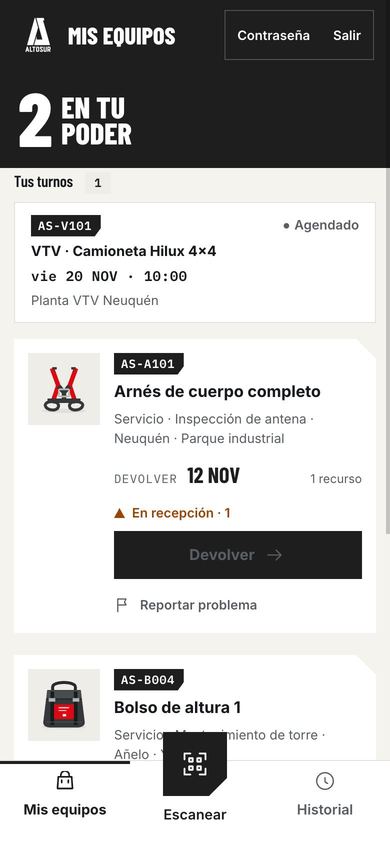 ALTOSUR
MIS EQUIPOS
Contraseña
Salir
2 EN TU
PODER
Tus turnos 1
AS-V101
Agendado
VTV · Camioneta Hilux 4×4
vie 20 NOV · 10:00
Planta VTV Neuquén
AS-A101
Arnés de cuerpo completo
Servicio · Inspección de antena ·
Neuquén · Parque industrial
DEVOLVER 12 NOV
1 recurso
En recepción · 1
Devolver →
Reportar problema
AS-B004
Bolso de altura 1
de torre ·
Añelo ·
Mis equipos
Escanear
Historial